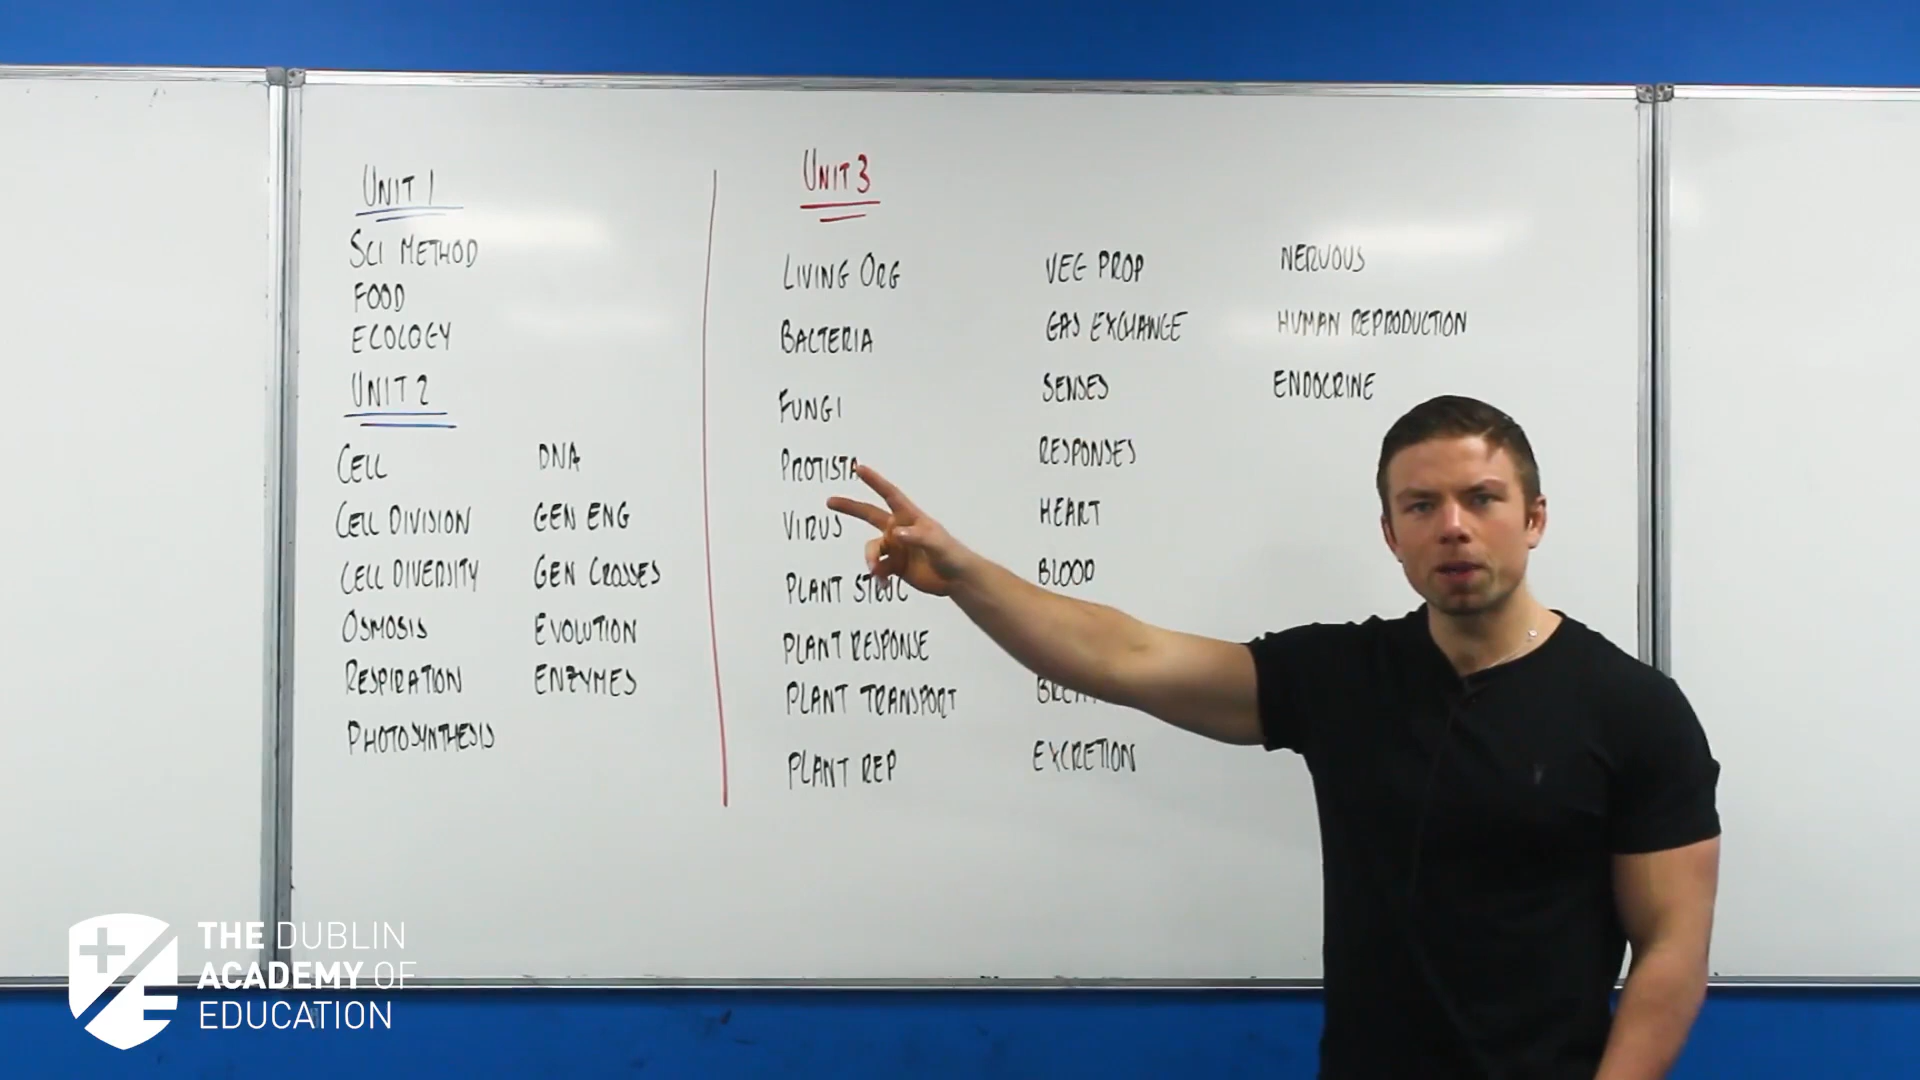 UNIT 1
SCI METHOD
FOOD
ECOLOGY
UNIT 2
CELL
CELL DIVISION
CELL DIVERSITY
OSMOSIS
RESPIRATION
PHOTOSYNTHESIS
DNA
GEN ENG
GEN CROSSES
EVOLUTION
ENZYMES
UNIT 3
LIVING ORG
BACTERIA
FUNGI
PROTISTA
VIRUS
PLANT STRUC
PLANT RESPONSE
PLANT TRANSPORT
PLANT REP
VEG PROP
GAS EXCHANGE
SENSES
RESPONSES
HEART
BLOOD
EXCRETION
NERVOUS
HUMAN REPRODUCTION
ENDOCRINE
THE DUBLIN
ACADEMY OF
EDUCATION